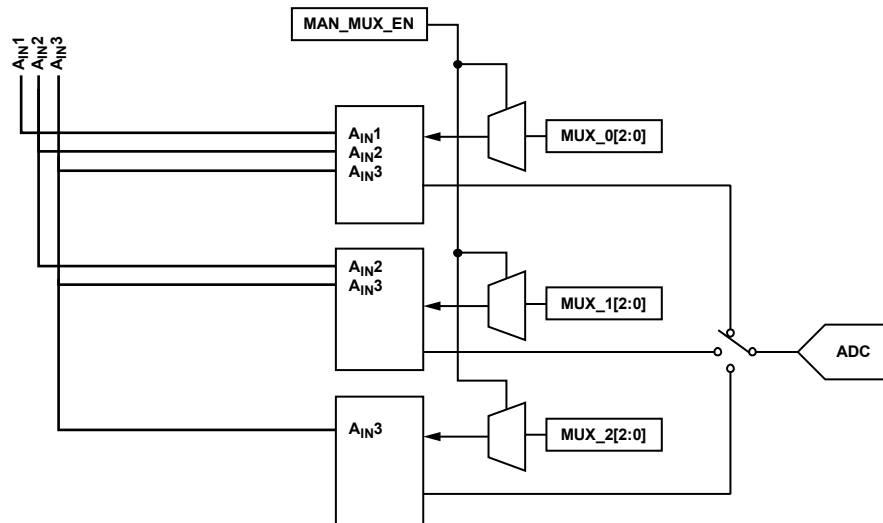 MAN_MUX_EN
AIN1
AIN2
AIN3
AIN1
AIN2
AIN3
MUX_0[2:0]
AIN2
AIN3
MUX_1[2:0]
ADC
AIN3
MUX_2[2:0]